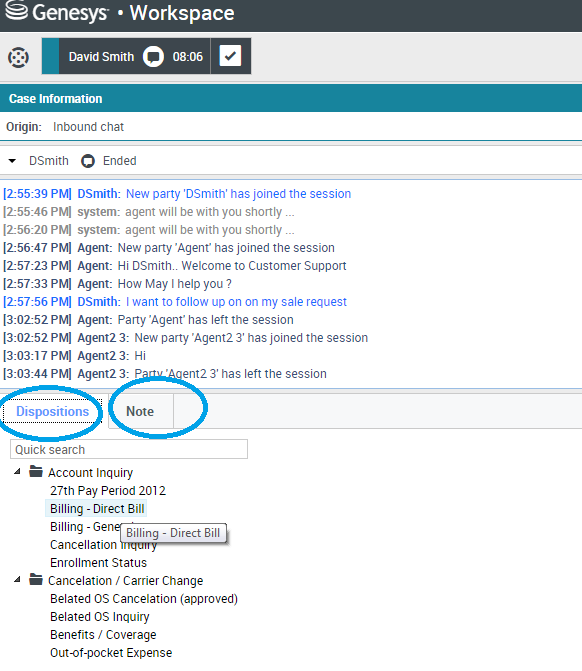 Genesys • Workspace
David Smith 08:06
Case Information
Origin: Inbound chat
DSmith Ended
[2:55:39 PM] DSmith: New party 'DSmith' has joined the session
[2:55:46 PM] system: agent will be with you shortly ...
[2:56:20 PM] system: agent will be with you shortly ...
[2:56:47 PM] Agent: New party 'Agent' has joined the session
[2:57:23 PM] Agent: Hi DSmith.. Welcome to Customer Support
[2:57:33 PM] Agent: How May I help you ?
[2:57:56 PM] DSmith: I want to follow up on on my sale request
[3:02:52 PM] Agent: Party 'Agent' has left the session
[3:02:52 PM] Agent2 3: New party 'Agent2 3' has joined the session
[3:03:17 PM] Agent2 3: Hi
[3:03:44 PM] Agent2 3: Party 'Agent2 3' has left the session
Dispositions Note
Quick search
Account Inquiry
27th Pay Period 2012
Billing - Direct Bill
Billing - Gene
Billing - Direct Bill
Cancellation Inquiry
Enrollment Status
Cancelation / Carrier Change
Belated OS Cancelation (approved)
Belated OS Inquiry
Benefits / Coverage
Out-of-pocket Expense